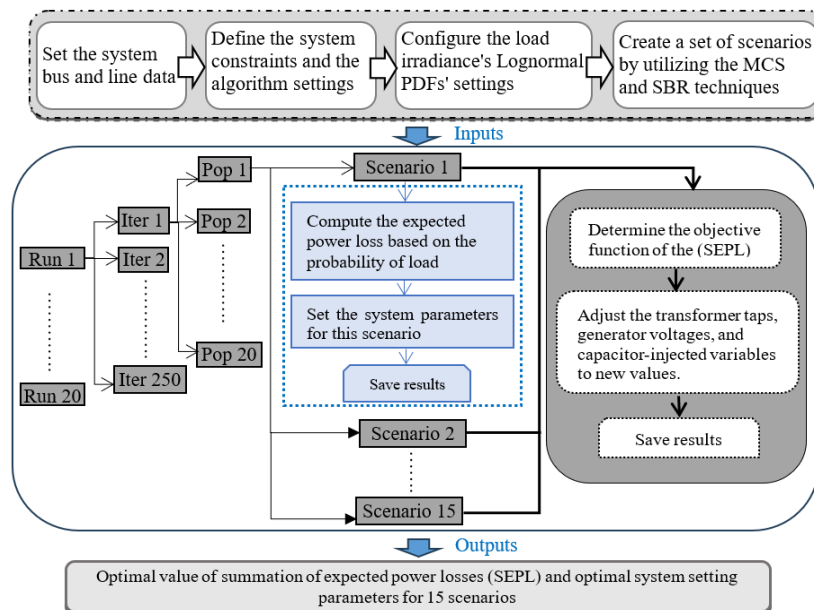 Set the system
bus and line data
Define the system
constraints and the
algorithm settings
Configure the load
irradiance's Lognormal
PDFs' settings
Create a set of scenarios
by utilizing the MCS
and SBR techniques
Inputs
Run 1
Run 20
Iter 1
Iter 2
Iter 250
Pop 1
Pop 2
Pop 20
Scenario 1
Compute the expected
power loss based on the
probability of load
Set the system parameters
for this scenario
Save results
Scenario 2
Scenario 15
Determine the objective
function of the (SEPL)
Adjust the transformer taps,
generator voltages, and
capacitor-injected variables
to new values.
Save results
Outputs
Optimal value of summation of expected power losses (SEPL) and optimal system setting
parameters for 15 scenarios